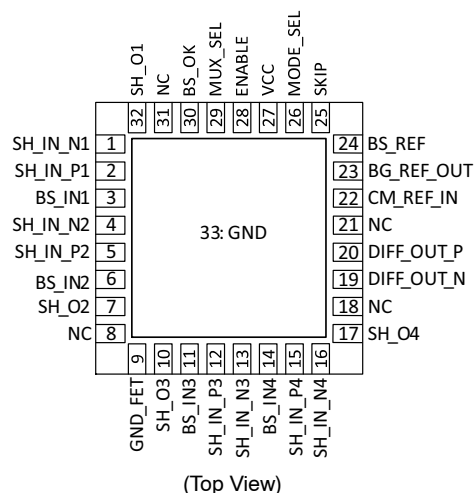 SH_O1
NC
BS_OK
MUX_SEL
ENABLE
VCC
MODE_SEL
SKIP
32
31
30
29
28
27
26
25
SH_IN_N1 1
SH_IN_P1 2
BS_IN1 3
SH_IN_N2 4
SH_IN_P2 5
BS_IN2 6
SH_O2 7
NC 8
33: GND
24 BS_REF
23 BG_REF_OUT
22 CM_REF_IN
21 NC
20 DIFF_OUT_P
19 DIFF_OUT_N
18 NC
17 SH_O4
9
10
11
12
13
14
15
16
GND_FET
SH_O3
BS_IN3
SH_IN_P3
SH_IN_N3
BS_IN4
SH_IN_P4
SH_IN_N4
(Top View)